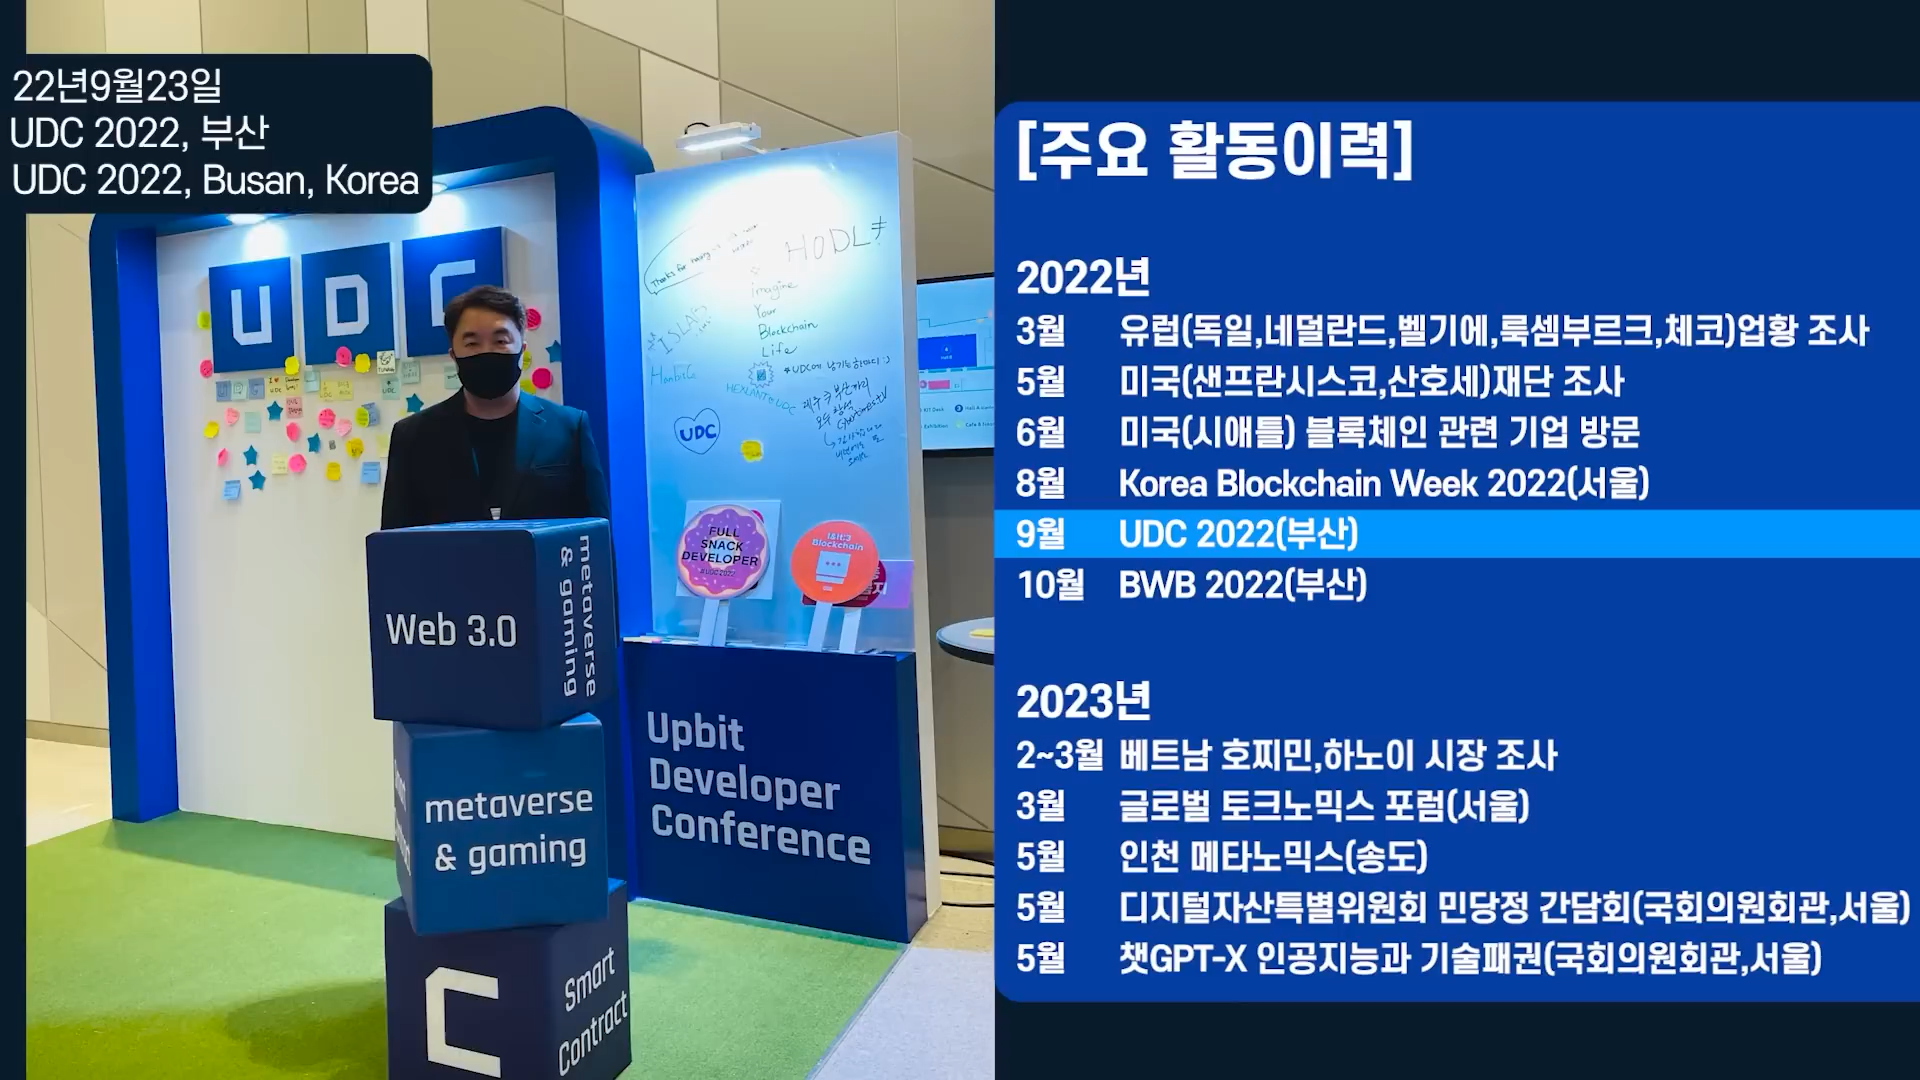 22년9월23일
UDC 2022, 부산
UDC 2022, Busan, Korea
U D C
Thanks for having
HODL
imagine
Your
Blockchain
Life
UDC
FULL
SNACK
DEVELOPER
@UDC 2022
Blockchain
Web 3.0
metaverse
& gaming
metaverse
& gaming
C
Smart
Contract
Upbit
Developer
Conference
[주요 활동이력]
2022년
3월 유럽(독일,네덜란드,벨기에,룩셈부르크,체코)업황 조사
5월 미국(샌프란시스코,산호세)재단 조사
6월 미국(시애틀) 블록체인 관련 기업 방문
8월 Korea Blockchain Week 2022(서울)
9월 UDC 2022(부산)
10월 BWB 2022(부산)
2023년
2~3월 베트남 호찌민,하노이 시장 조사
3월 글로벌 토크노믹스 포럼(서울)
5월 인천 메타노믹스(송도)
5월 디지털자산특별위원회 민당정 간담회(국회의원회관,서울)
5월 챗GPT-X 인공지능과 기술패권(국회의원회관,서울)